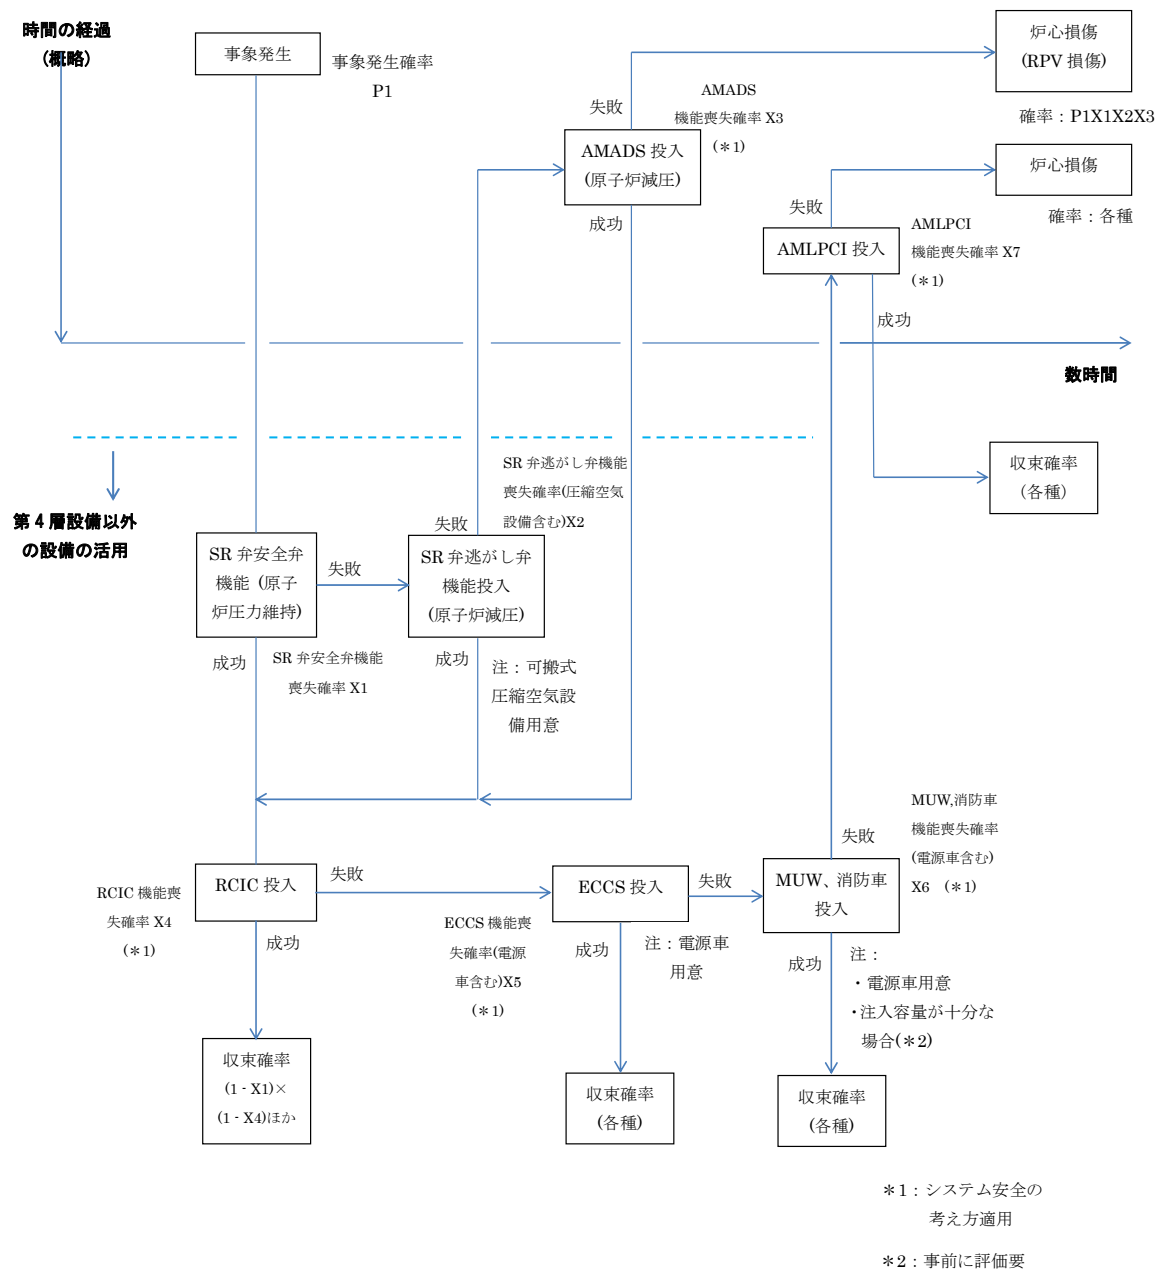 時間の経過
(概略)
事象発生
事象発生確率
P1
失敗
AMADS
機能喪失確率 X3
(＊1)
AMADS 投入
(原子炉減圧)
成功
炉心損傷
(RPV 損傷)
確率：P1X1X2X3
炉心損傷
確率：各種
失敗
AMLPCI
機能喪失確率 X7
(＊1)
AMLPCI 投入
成功
数時間
収束確率
（各種）
第 4 層設備以外
の設備の活用
SR 弁安全弁
機能 (原子
炉圧力維持)
失敗
成功
SR 弁安全弁機能
喪失確率 X1
SR 弁逃がし弁機能
喪失確率(圧縮空気
設備含む)X2
失敗
SR 弁逃がし弁
機能投入
(原子炉減圧)
成功
注：可搬式
圧縮空気設
備用意
RCIC 機能喪
失確率 X4
(＊1)
RCIC 投入
失敗
成功
収束確率
(1 - X1)×
(1 - X4)ほか
ECCS 機能喪
失確率(電源
車含む)X5
(＊1)
ECCS 投入
失敗
成功
注：電源車
用意
収束確率
(各種)
MUW,消防車
機能喪失確率
(電源車含む)
X6 (＊1)
失敗
MUW、消防車
投入
成功
注：
・電源車用意
・注入容量が十分な
場合(＊2)
収束確率
(各種)
＊1：システム安全の
考え方適用
＊2：事前に評価要